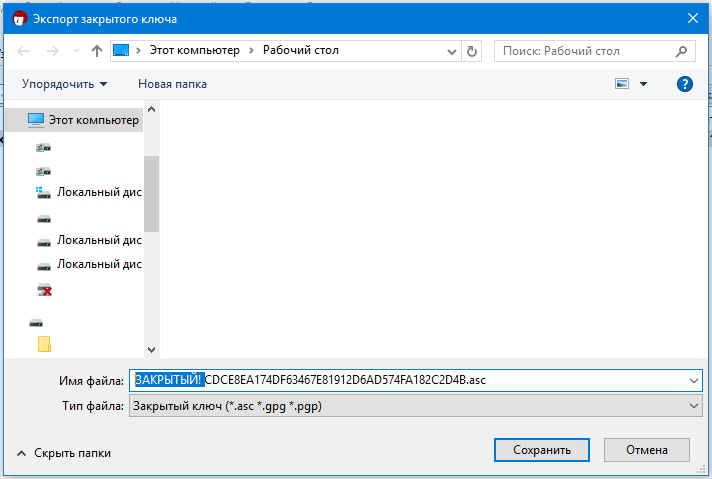 Экспорт закрытого ключа
Этот компьютер > Рабочий стол
Поиск: Рабочий стол
Упорядочить Новая папка
Этот компьютер
Локальный дис
Локальный дис
Локальный дис
Имя файла: ЗАКРЫТЫЙ! CDCE8EA174DF63467E81912D6AD574FA182C2D4B.asc
Тип файла: Закрытый ключ (*.asc *.gpg *.pgp)
Скрыть папки Сохранить Отмена